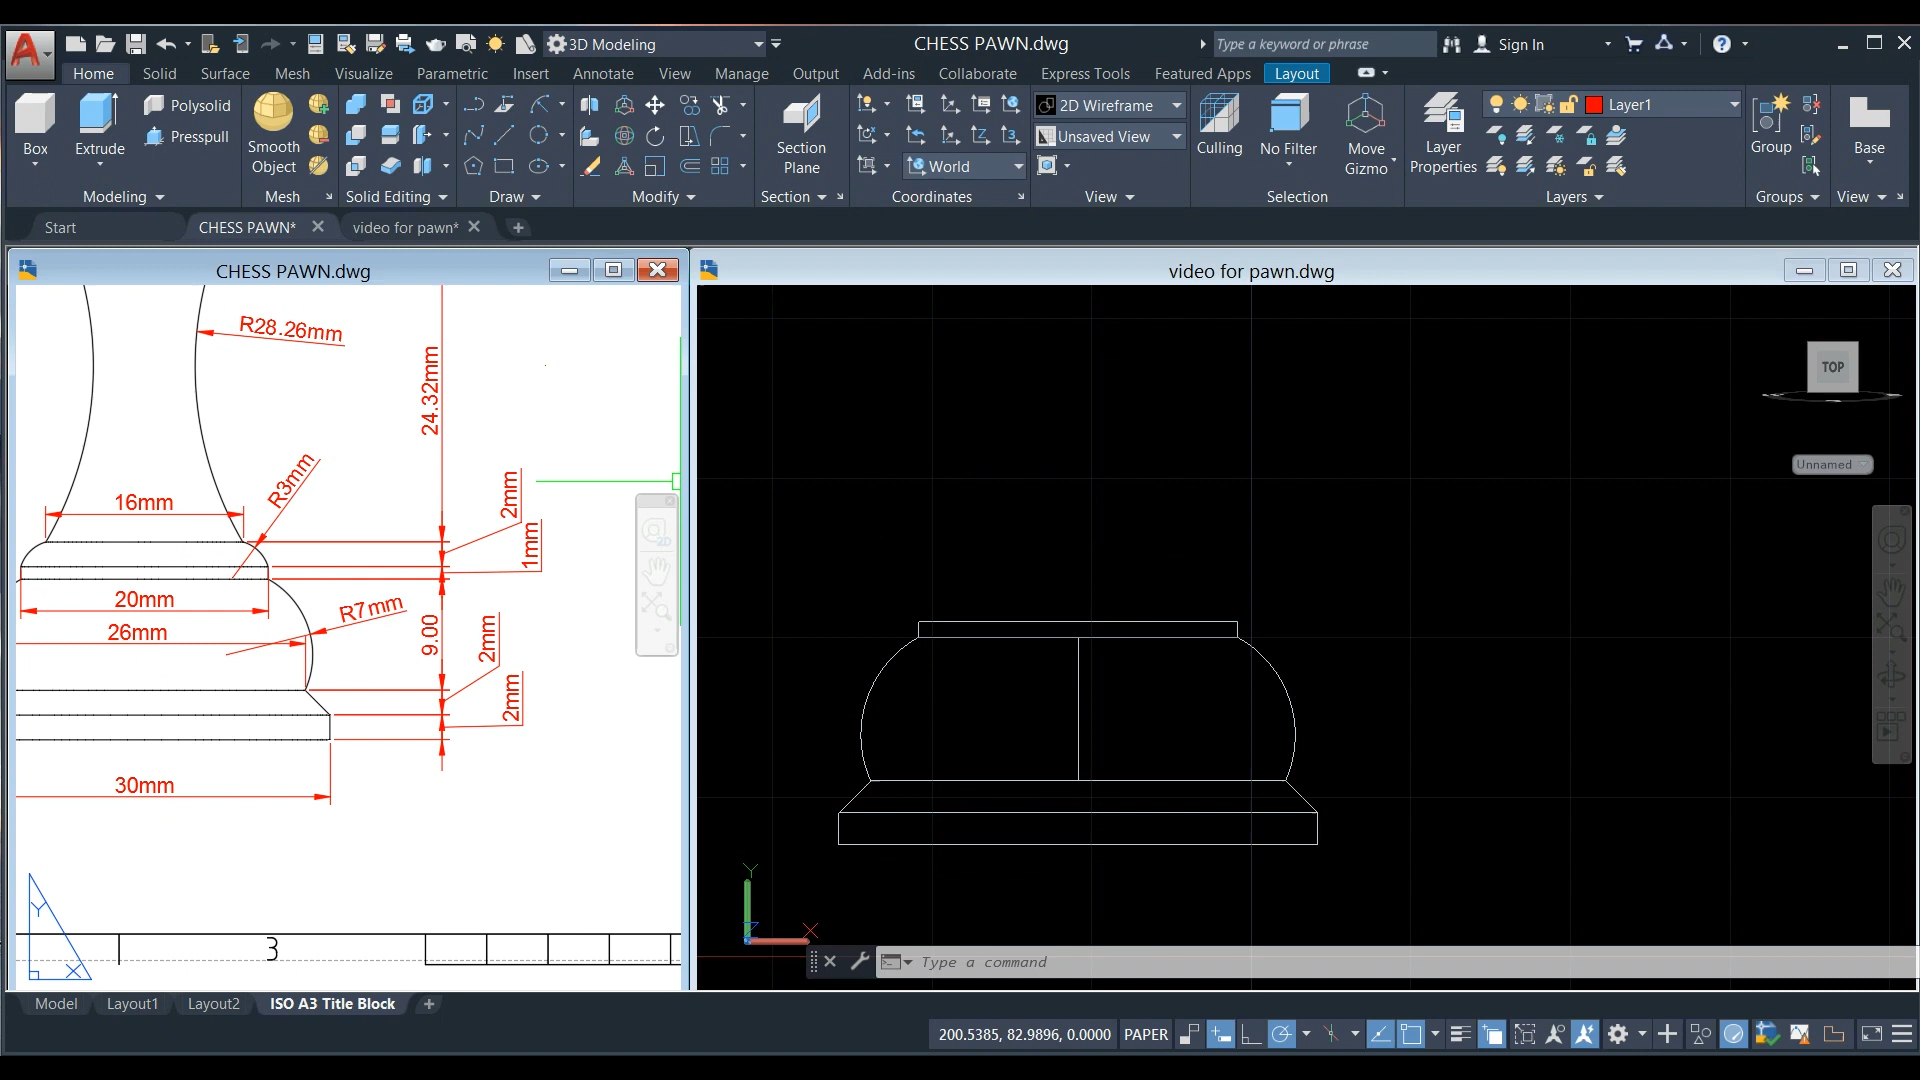 A
3D Modeling
CHESS PAWN.dwg
Type a keyword or phrase
Sign In
Home Solid Surface Mesh Visualize Parametric Insert Annotate View Manage Output Add-ins Collaborate Express Tools Featured Apps Layout
Polysolid
Presspull
Box
Extrude
Smooth
Object
Section
Plane
World
2D Wireframe
Unsaved View
Culling
No Filter
Move
Gizmo
Layer
Properties
Layer1
Group
Base
Modeling
Mesh
Solid Editing
Draw
Modify
Section
Coordinates
View
Selection
Layers
Groups
View
Start
CHESS PAWN*
video for pawn*
CHESS PAWN.dwg
video for pawn.dwg
R28.26mm
24.32mm
R3mm
16mm
2mm
1mm
20mm
R7mm
26mm
9.00
2mm
2mm
30mm
Y
X
3
2D
TOP
Unnamed
Y
Z
X
Type a command
Model Layout1 Layout2 ISO A3 Title Block
200.5385, 82.9896, 0.0000 PAPER